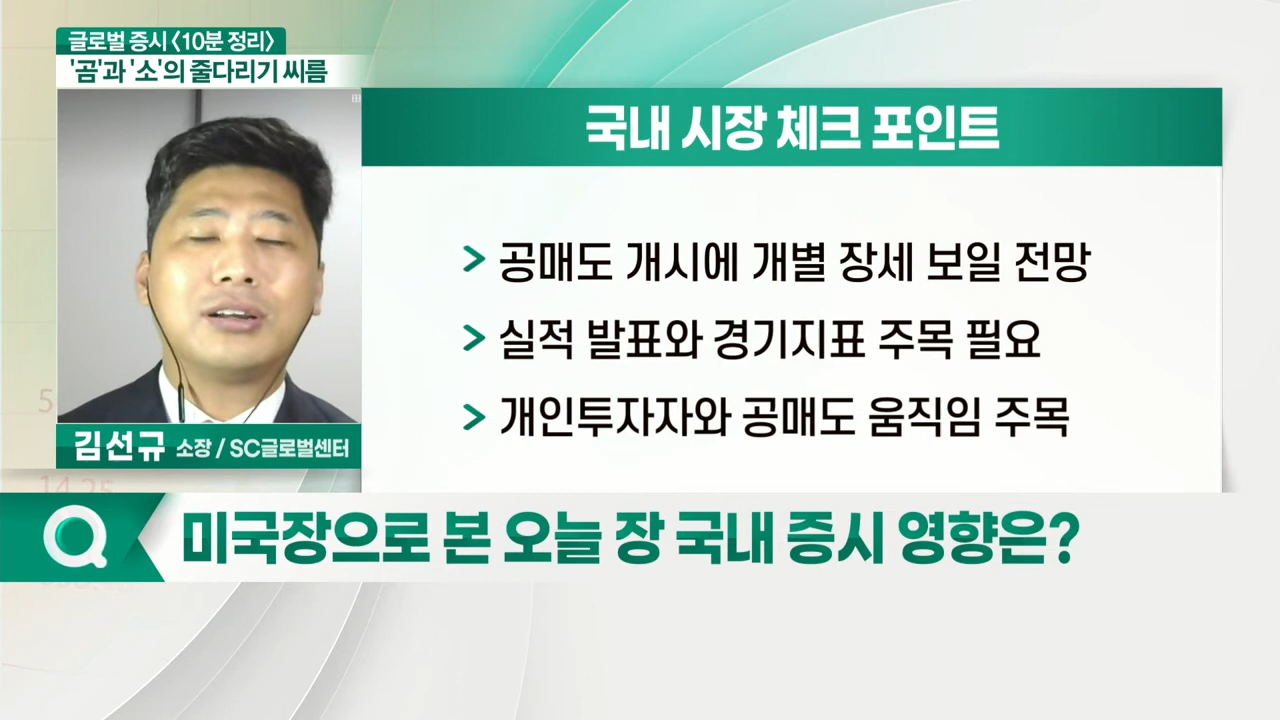 글로벌 증시 〈10분 정리〉
'곰'과 '소'의 줄다리기 씨름
국내 시장 체크 포인트
> 공매도 개시에 개별 장세 보일 전망
> 실적 발표와 경기지표 주목 필요
> 개인투자자와 공매도 움직임 주목
김선규 소장 / SC글로벌센터
Q 미국장으로 본 오늘 장 국내 증시 영향은?